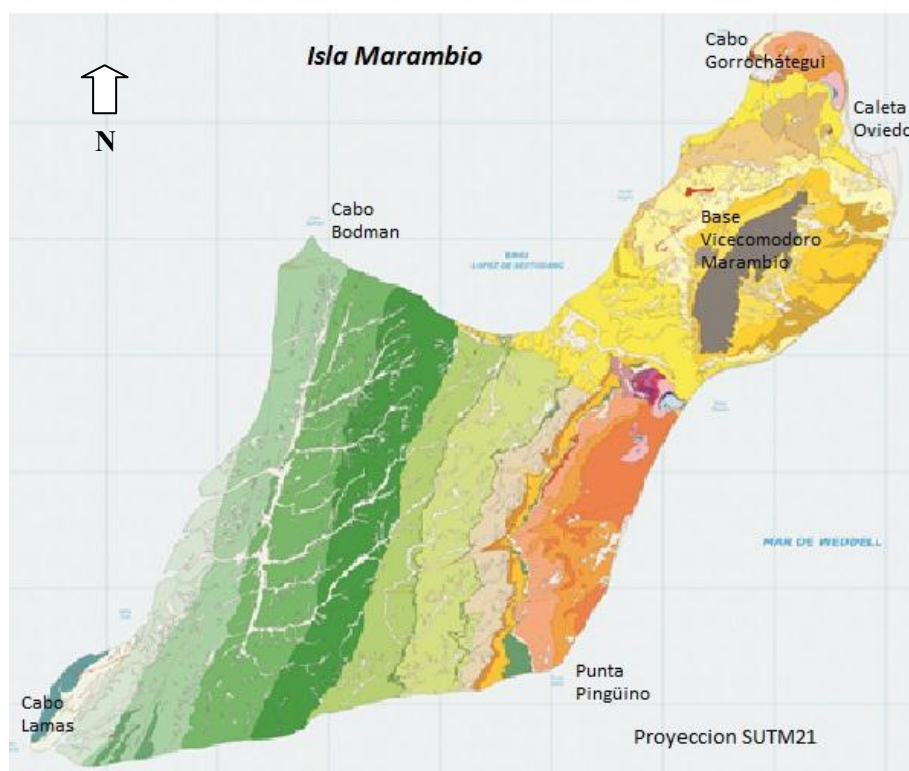 Isla Marambio
N
Cabo
Gorrochátegui
Caleta
Oviedo
Cabo
Bodman
Base
Vicecomodoro
Marambio
MAR DE WEDDELL
Punta
Pingüino
Cabo
Lamas
Proyeccion SUTM21